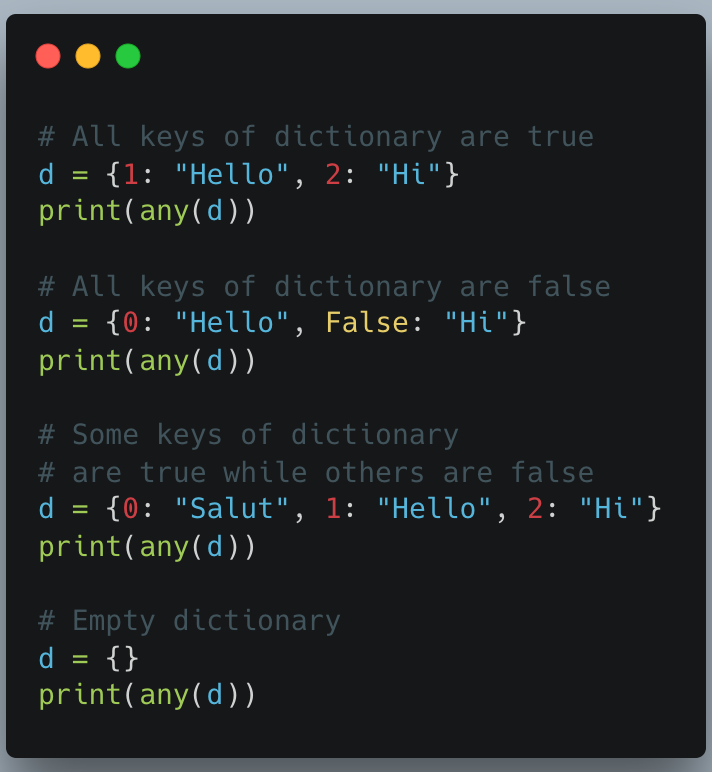 # All keys of dictionary are true
d = {1: "Hello", 2: "Hi"}
print(any(d))
# All keys of dictionary are false
d = {0: "Hello", False: "Hi"}
print(any(d))
# Some keys of dictionary
# are true while others are false
d = {0: "Salut", 1: "Hello", 2: "Hi"}
print(any(d))
# Empty dictionary
d = {}
print(any(d))